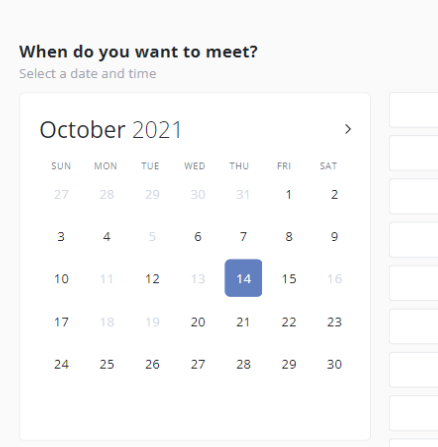 When do you want to meet?
Select a date and time
October 2021
SUN MON TUE WED THU FRI SAT
27 28 29 30 31 1 2
3 4 5 6 7 8 9
10 11 12 13 14 15 16
17 18 19 20 21 22 23
24 25 26 27 28 29 30